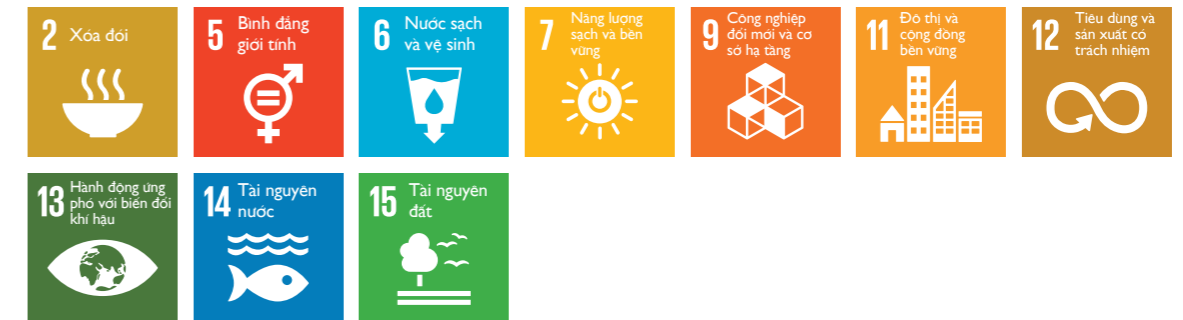 2 Xóa đói
5 Bình đẳng
giới tính
6 Nước sạch
và vệ sinh
7 Năng lượng
sạch và bền
vững
9 Công nghiệp
đổi mới và cơ
sở hạ tầng
11 Đô thị và
cộng đồng
bền vững
12 Tiêu dùng và
sản xuất có
trách nhiệm
13 Hành động ứng
phó với biến đổi
khí hậu
14 Tài nguyên
nước
15 Tài nguyên
đất